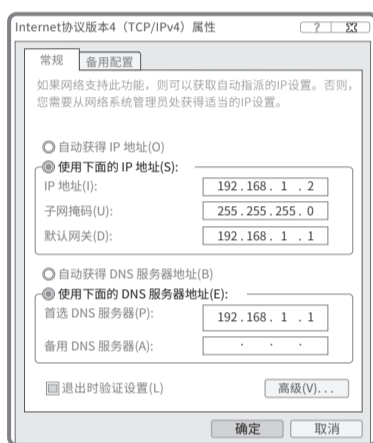 Internet协议版本4（TCP/IPv4）属性
常规 备用配置
如果网络支持此功能，则可以获取自动指派的IP设置。否则，
您需要从网络系统管理员处获得适当的IP设置。
自动获得 IP 地址(O)
使用下面的 IP 地址(S):
IP 地址(I): 192.168. 1 . 2
子网掩码(U): 255.255.255. 0
默认网关(D): 192.168. 1 . 1
自动获得 DNS 服务器地址(B)
使用下面的 DNS 服务器地址(E):
首选 DNS 服务器(P): 192.168. 1 . 1
备用 DNS 服务器(A): . . .
退出时验证设置(L) 高级(V)...
确定 取消